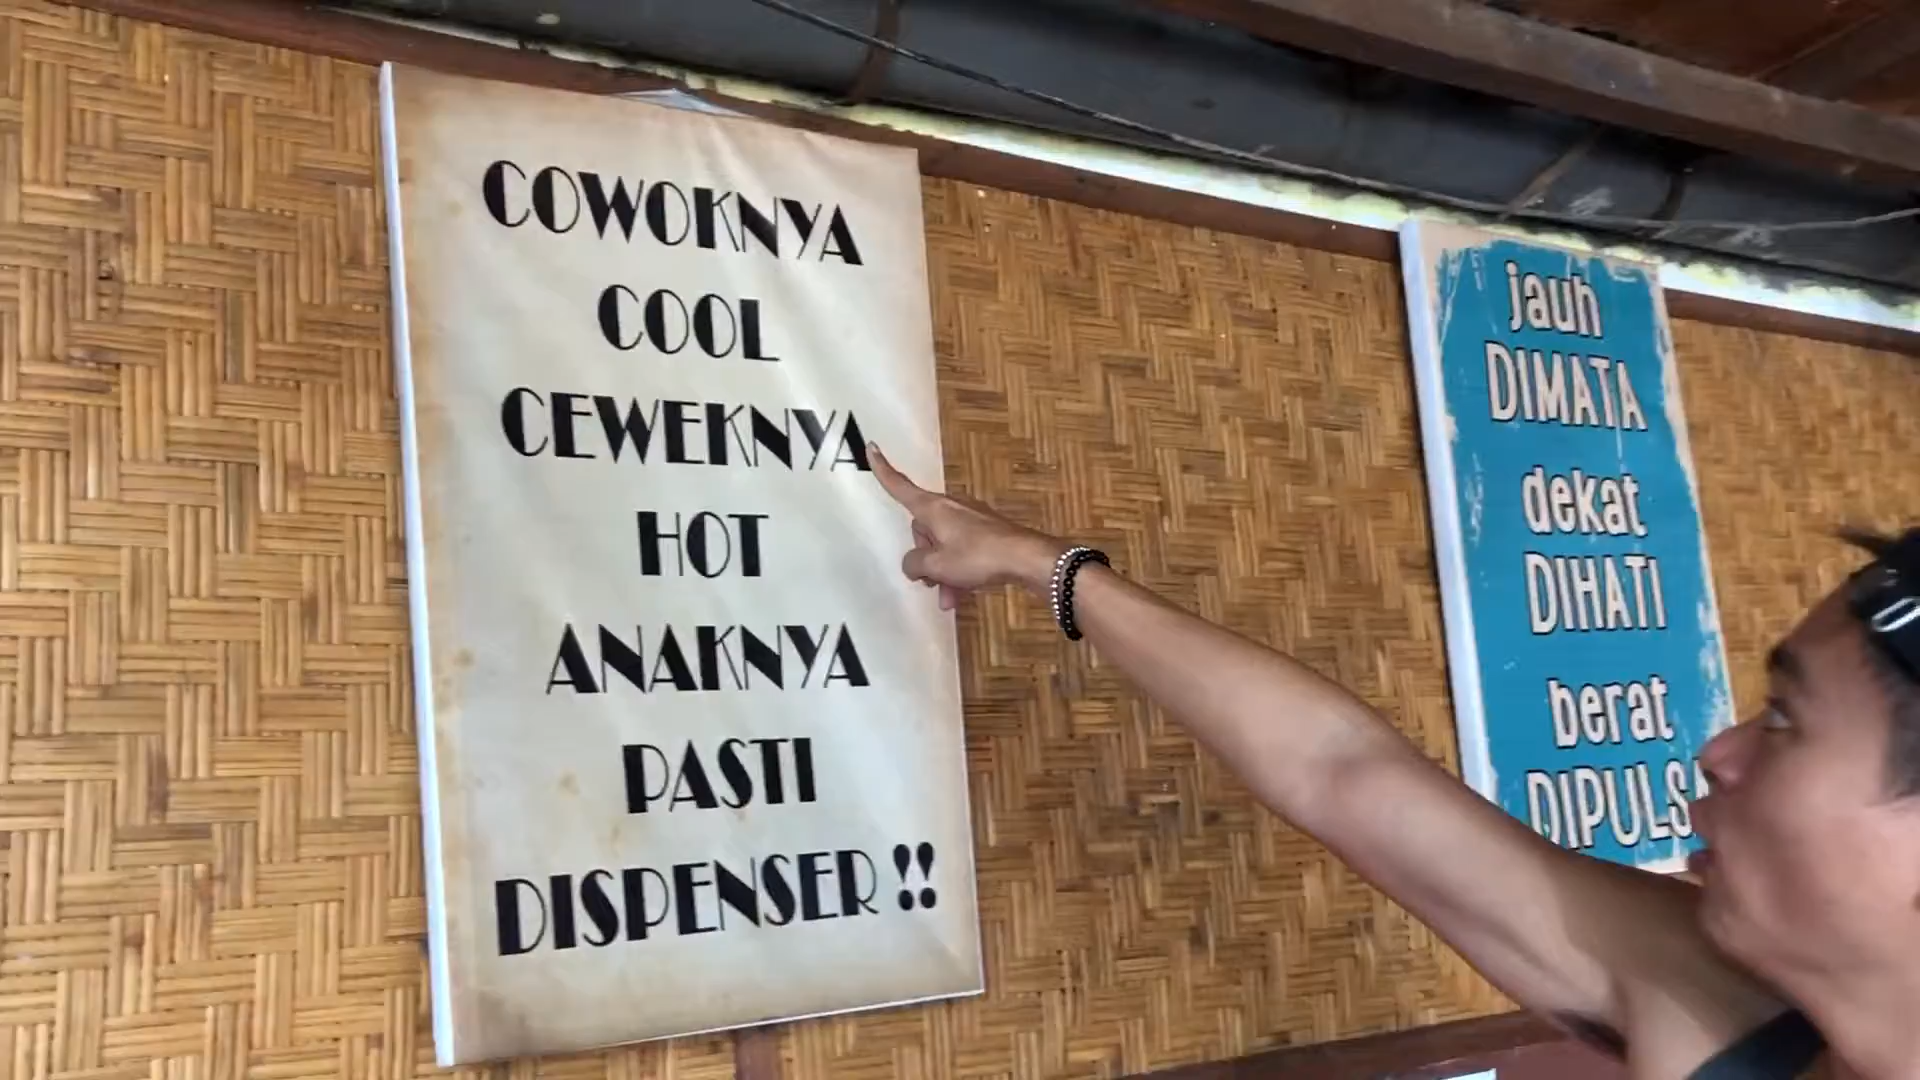 COWOKNYA
COOL
CEWEKNYA
HOT
ANAKNYA
PASTI
DISPENSER !!
jauh
DIMATA
dekat
DIHATI
berat
DIPULSA